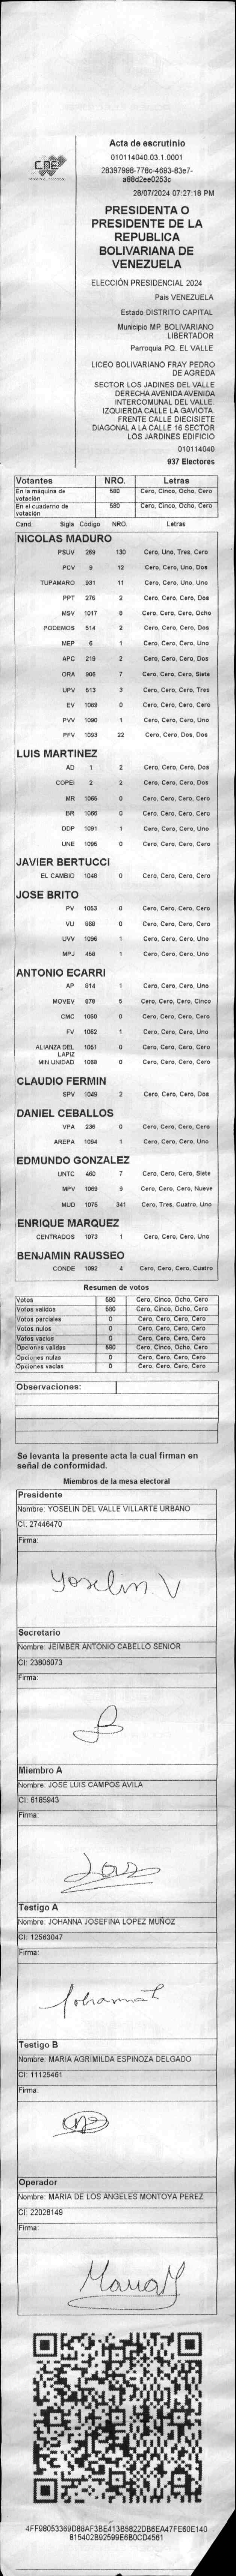 CNE
Acta de escrutinio
010114040.03.1.0001
28397998-778c-4693-83e7-
a88d2ee0253c
28/07/2024 07:27:18 PM
PRESIDENTA O
PRESIDENTE DE LA
REPUBLICA
BOLIVARIANA DE
VENEZUELA
ELECCIÓN PRESIDENCIAL 2024
País VENEZUELA
Estado DISTRITO CAPITAL
Municipio MP. BOLIVARIANO
LIBERTADOR
Parroquia PQ. EL VALLE
LICEO BOLIVARIANO FRAY PEDRO
DE AGREDA
SECTOR LOS JADINES DEL VALLE
DERECHA AVENIDA AVENIDA
INTERCOMUNAL DEL VALLE.
IZQUIERDA CALLE LA GAVIOTA.
FRENTE CALLE DIECISIETE
DIAGONAL A LA CALLE 16 SECTOR
LOS JARDINES EDIFICIO
010114040
937 Electores
Votantes NRO. Letras
En la máquina de votación 580 Cero, Cinco, Ocho, Cero
En el cuaderno de votación 580 Cero, Cinco, Ocho, Cero
Cand. Sigla Código NRO. Letras
NICOLAS MADURO
PSUV 269 130 Cero, Uno, Tres, Cero
PCV 9 12 Cero, Cero, Uno, Dos
TUPAMARO 931 11 Cero, Cero, Uno, Uno
PPT 275 2 Cero, Cero, Cero, Dos
MSV 1017 8 Cero, Cero, Cero, Ocho
PODEMOS 514 2 Cero, Cero, Cero, Dos
MEP 6 1 Cero, Cero, Cero, Uno
APC 219 2 Cero, Cero, Cero, Dos
ORA 906 7 Cero, Cero, Cero, Siete
UPV 513 3 Cero, Cero, Cero, Tres
EV 1089 0 Cero, Cero, Cero, Cero
PVV 1090 1 Cero, Cero, Cero, Uno
PFV 1093 22 Cero, Cero, Dos, Dos
LUIS MARTINEZ
AD 1 2 Cero, Cero, Cero, Dos
COPEI 2 2 Cero, Cero, Cero, Dos
MR 1065 0 Cero, Cero, Cero, Cero
BR 1066 0 Cero, Cero, Cero, Cero
DDP 1091 1 Cero, Cero, Cero, Uno
UNE 1095 0 Cero, Cero, Cero, Cero
JAVIER BERTUCCI
EL CAMBIO 1046 0 Cero, Cero, Cero, Cero
JOSE BRITO
PV 1053 0 Cero, Cero, Cero, Cero
VU 868 0 Cero, Cero, Cero, Cero
UVV 1096 1 Cero, Cero, Cero, Uno
MPJ 458 1 Cero, Cero, Cero, Uno
ANTONIO ECARRI
AP 814 1 Cero, Cero, Cero, Uno
MOVEV 878 5 Cero, Cero, Cero, Cinco
CMC 1050 0 Cero, Cero, Cero, Cero
FV 1062 1 Cero, Cero, Cero, Uno
ALIANZA DEL LAPIZ 1051 0 Cero, Cero, Cero, Cero
MIN UNIDAD 1068 0 Cero, Cero, Cero, Cero
CLAUDIO FERMIN
SPV 1049 2 Cero, Cero, Cero, Dos
DANIEL CEBALLOS
VPA 236 0 Cero, Cero, Cero, Cero
AREPA 1094 1 Cero, Cero, Cero, Uno
EDMUNDO GONZALEZ
UNTC 460 7 Cero, Cero, Cero, Siete
MPV 1069 9 Cero, Cero, Cero, Nueve
MUD 1075 341 Cero, Tres, Cuatro, Uno
ENRIQUE MARQUEZ
CENTRADOS 1073 1 Cero, Cero, Cero, Uno
BENJAMIN RAUSSEO
CONDE 1092 4 Cero, Cero, Cero, Cuatro
Resumen de votos
Votos 580 Cero, Cinco, Ocho, Cero
Votos validos 580 Cero, Cinco, Ocho, Cero
Votos parciales 0 Cero, Cero, Cero, Cero
Votos nulos 0 Cero, Cero, Cero, Cero
Votos vacios 0 Cero, Cero, Cero, Cero
Opciones validas 580 Cero, Cinco, Ocho, Cero
Opciones nulas 0 Cero, Cero, Cero, Cero
Opciones vacias 0 Cero, Cero, Cero, Cero
Observaciones:
Se levanta la presente acta la cual firman en
señal de conformidad.
Miembros de la mesa electoral
Presidente
Nombre: YOSELIN DEL VALLE VILLARTE URBANO
CI: 27446470
Firma:
Yoselin. V
Secretario
Nombre: JEIMBER ANTONIO CABELLO SENIOR
CI: 23806073
Firma:
Miembro A
Nombre: JOSE LUIS CAMPOS AVILA
CI: 6185943
Firma:
Testigo A
Nombre: JOHANNA JOSEFINA LOPEZ MUÑOZ
CI: 12563047
Firma:
Johanna L
Testigo B
Nombre: MARIA AGRIMILDA ESPINOZA DELGADO
CI: 11125461
Firma:
Operador
Nombre: MARIA DE LOS ANGELES MONTOYA PEREZ
CI: 22028149
Firma:
Maria M
4FF98053369D88AF3BE413B5822DB6EA47FE60E140
815402B92599E6B0CD4561